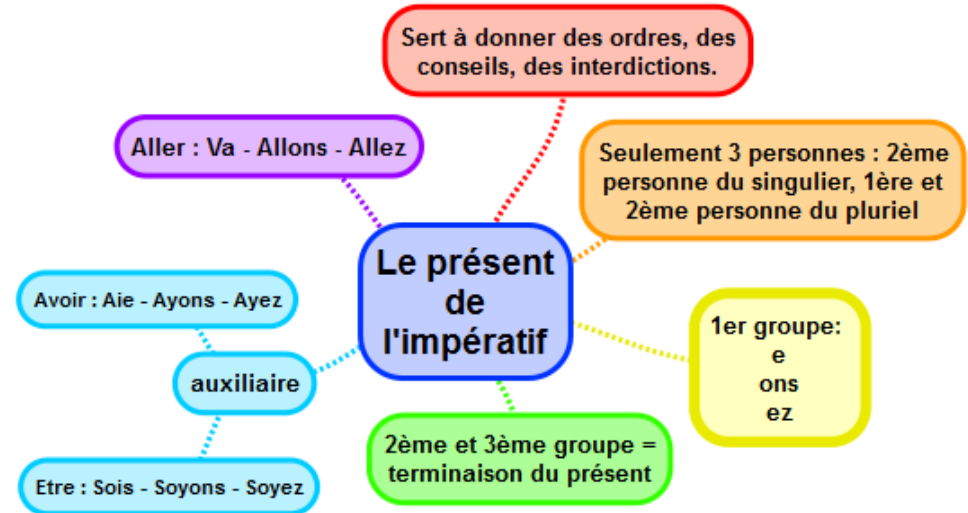 Sert à donner des ordres, des
conseils, des interdictions.
Aller : Va - Allons - Allez
Seulement 3 personnes : 2ème
personne du singulier, 1ère et
2ème personne du pluriel
Le présent
de
l'impératif
Avoir : Aie - Ayons - Ayez
1er groupe:
e
ons
ez
auxiliaire
2ème et 3ème groupe =
terminaison du présent
Etre : Sois - Soyons - Soyez